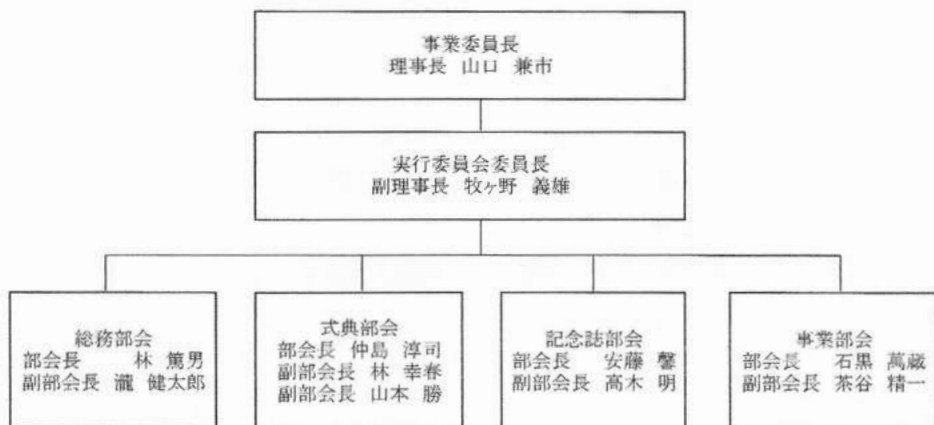 事業委員長
理事長 山口 兼市
実行委員会委員長
副理事長 牧ヶ野 義雄
総務部会
部会長 林 篤男
副部会長 瀧 健太郎
式典部会
部会長 仲島 淳司
副部会長 林 幸春
副部会長 山本 勝
記念誌部会
部会長 安藤 馨
副部会長 高木 明
事業部会
部会長 石黒 萬蔵
副部会長 茶谷 精一